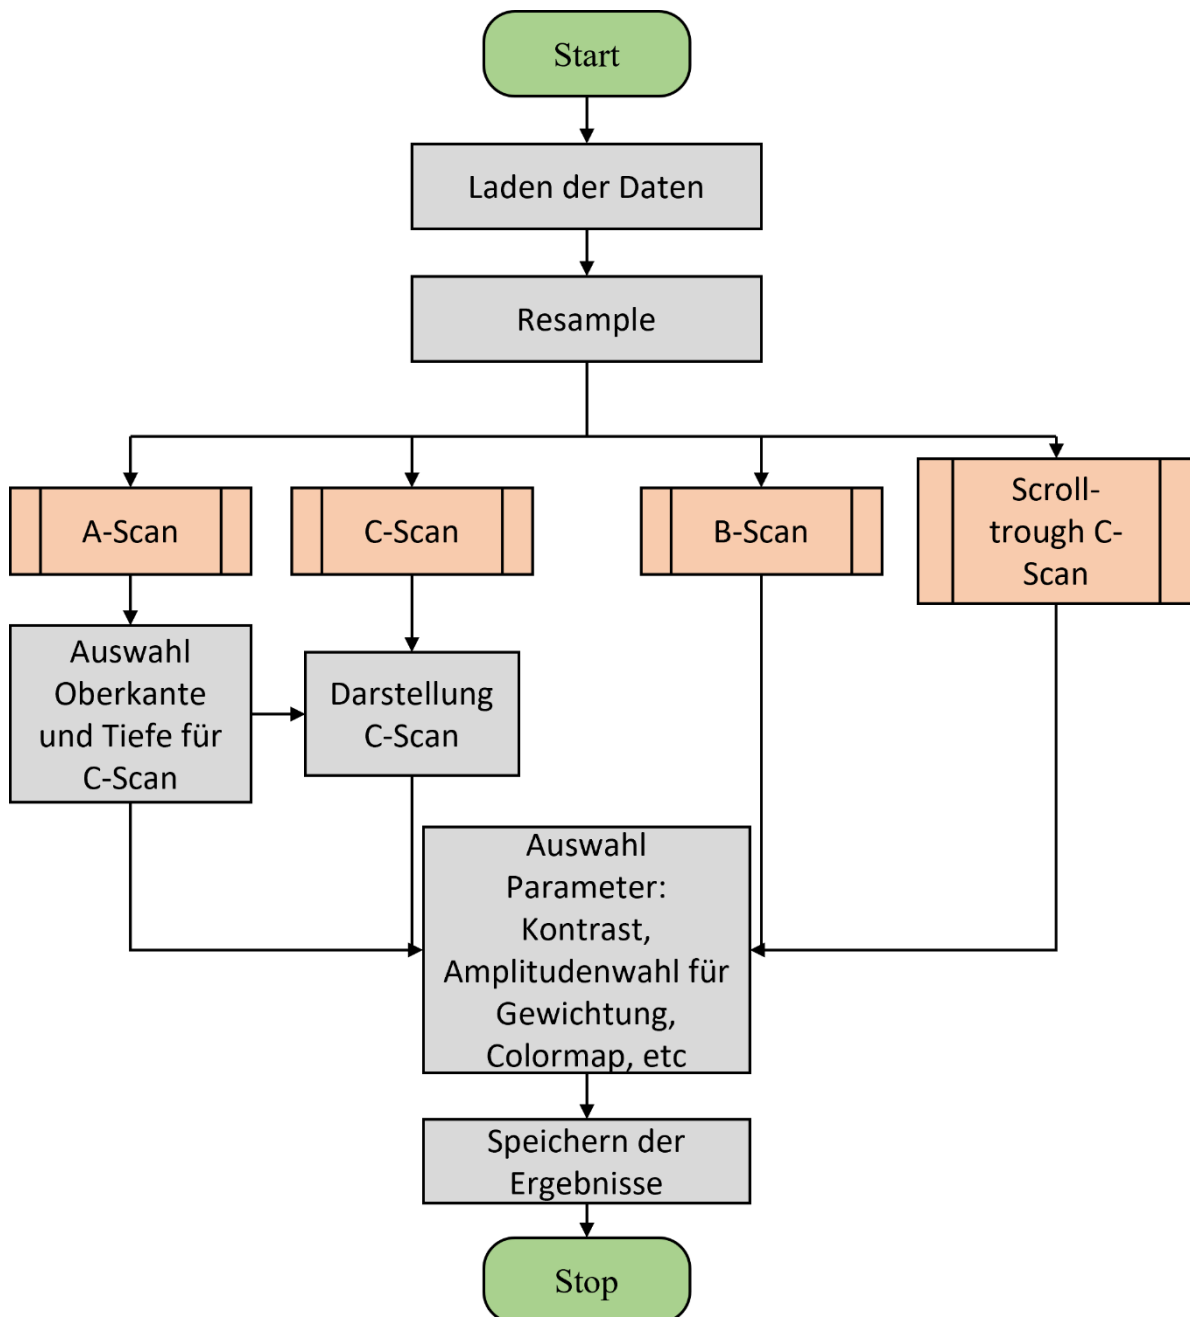 Start
Laden der Daten
Resample
A-Scan
C-Scan
B-Scan
Scroll-
trough C-
Scan
Auswahl
Oberkante
und Tiefe für
C-Scan
Darstellung
C-Scan
Auswahl
Parameter:
Kontrast,
Amplitudenwahl für
Gewichtung,
Colormap, etc
Speichern der
Ergebnisse
Stop